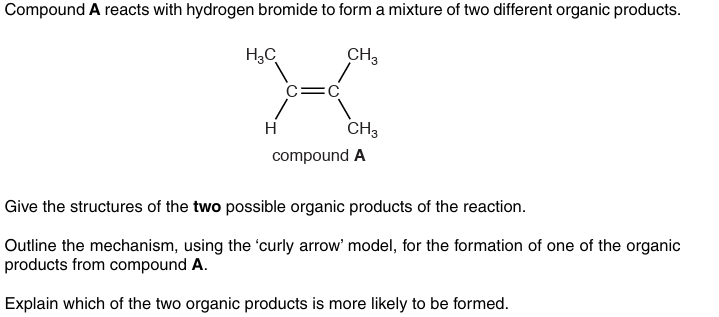 Compound A reacts with hydrogen bromide to form a mixture of two different organic products.
H₃C CH₃
C=C
H CH₃
compound A
Give the structures of the two possible organic products of the reaction.
Outline the mechanism, using the ‘curly arrow’ model, for the formation of one of the organic
products from compound A.
Explain which of the two organic products is more likely to be formed.